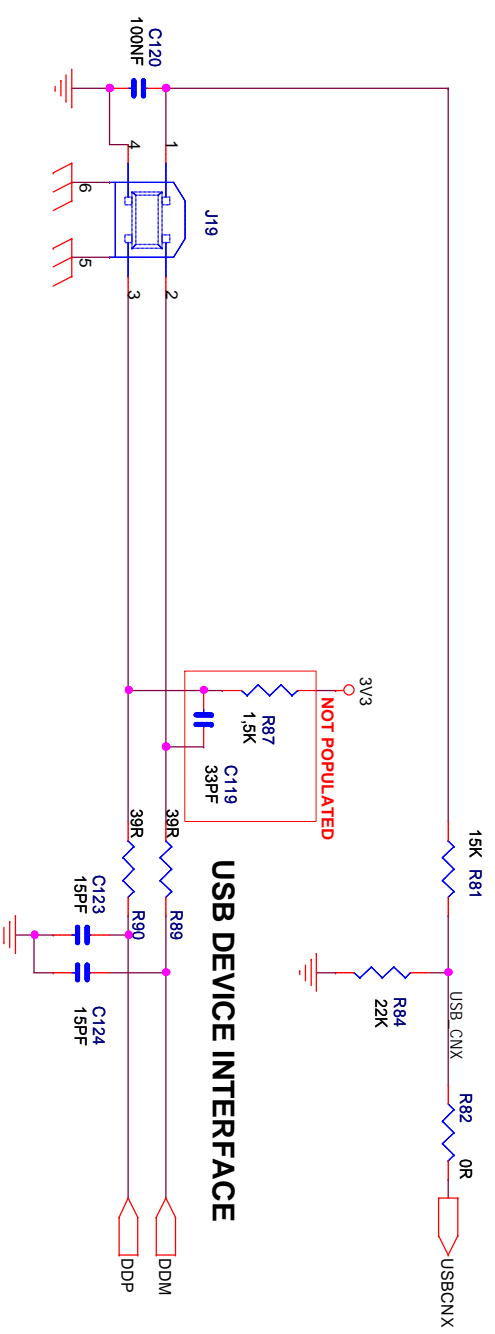 USB DEVICE INTERFACE
NOT POPULATED
3V3
R87
1,5K
C119
33PF
C120
100NF
J19
1
2
3
4
5
6
15K R81
R84
22K
USB_CNX
R82
0R
USBCNX
39R
R89
39R
R90
C123
15PF
C124
15PF
DDM
DDP